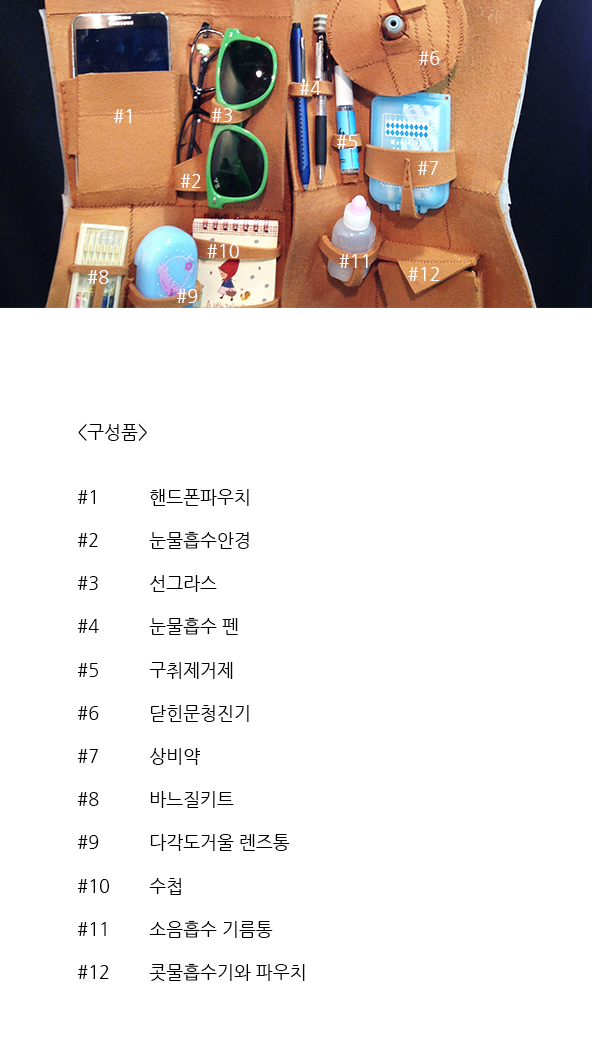 #1
#2
#3
#4
#5
#6
#7
#8
#9
#10
#11
#12
<구성품>
#1 핸드폰파우치
#2 눈물흡수안경
#3 선그라스
#4 눈물흡수 펜
#5 구취제거제
#6 닫힌문청진기
#7 상비약
#8 바느질키트
#9 다각도거울 렌즈통
#10 수첩
#11 소음흡수 기름통
#12 콧물흡수기와 파우치